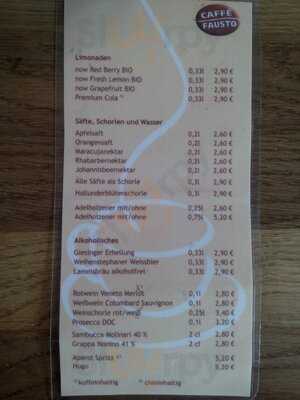 CAFFÈ
FAUSTO
Limonaden
now Red Berry BIO 0,33l 2,90 €
now Fresh Lemon BIO 0,33l 2,90 €
now Grapefruit BIO 0,33l 2,90 €
Premium Cola 0,33l 2,90 €
Säfte, Schorlen und Wasser
Apfelsaft 0,2l 2,60 €
Orangensaft 0,2l 2,60 €
Maracujanektar 0,2l 2,60 €
Rhabarbernektar 0,2l 2,60 €
Johannisbeernektar 0,2l 2,60 €
Alle Säfte als Schorle 0,3l 2,90 €
Hollunderblütenschorle 0,3l 2,90 €
Adelholzener mit/ohne 0,25l 2,60 €
Adelholzener mit/ohne 0,75l 5,20 €
Alkoholisches
Giesinger Erhellung 0,33l 2,90 €
Weihenstephaner Weissbier 0,33l 2,90 €
Lammsbräu alkoholfrei 0,33l 2,90 €
Rotwein Veneto Merlot 0,1l 2,80 €
Weißwein Colombard Sauvignon 0,1l 2,80 €
Weinschorle rot/weiß 0,25l 3,40 €
Prosecco DOC 0,1l 3,20 €
Sambucca Molinari 40 % 2 cl 2,80 €
Grappa Nonino 41 % 2 cl 2,80 €
Aperol Spritz 5,20 €
Hugo 5,20 €
koffeinhaltig chininhaltig